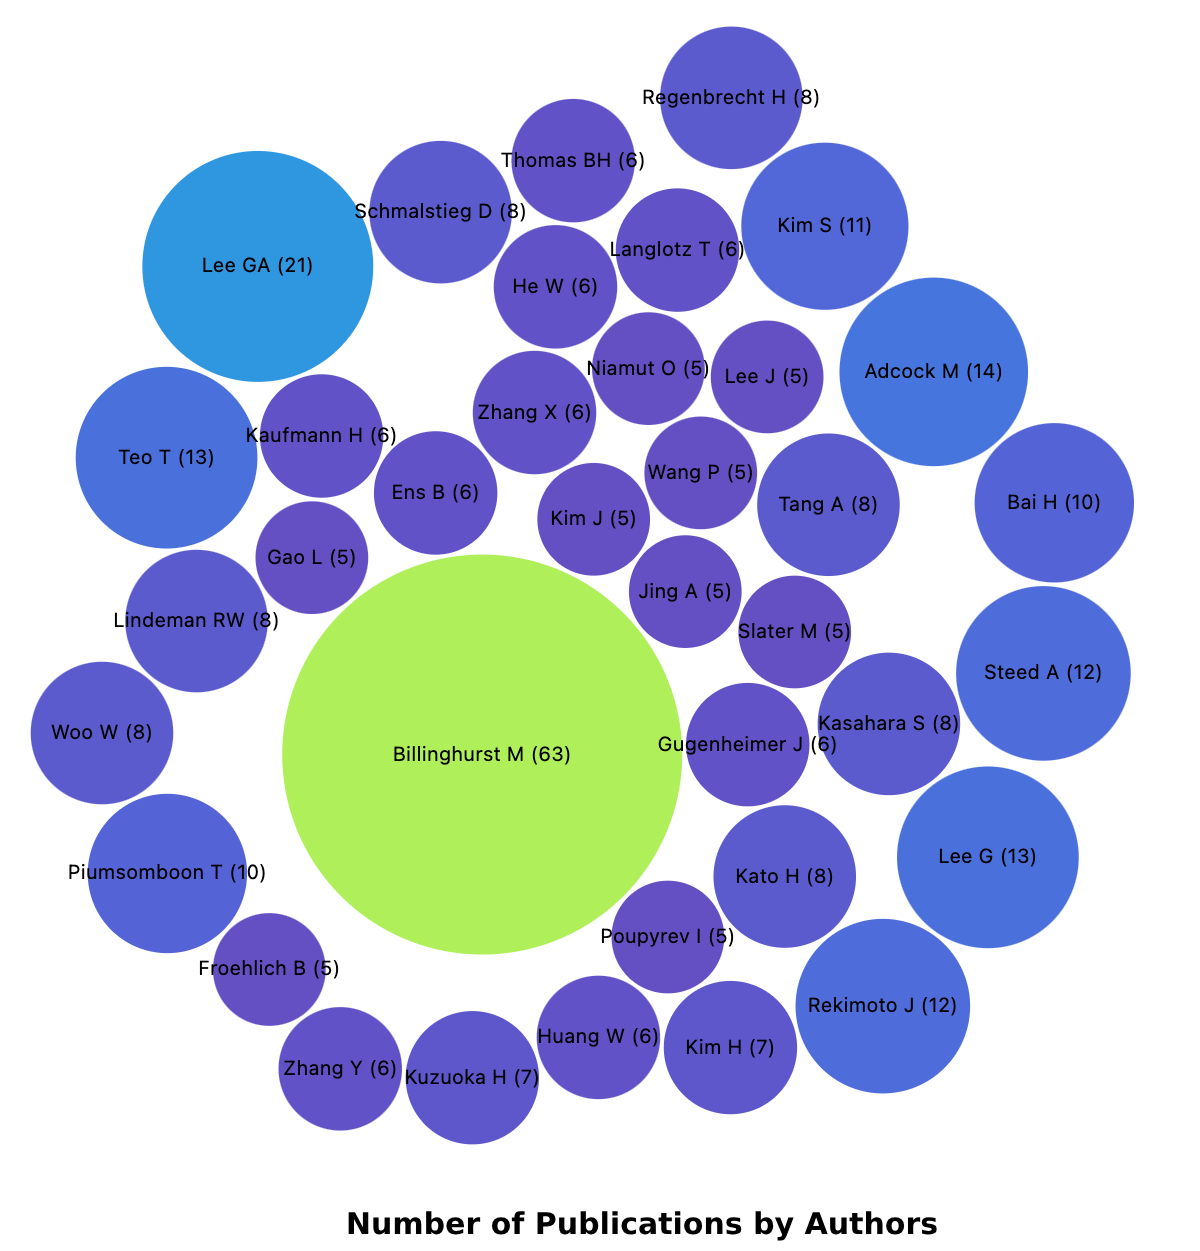 Regenbrecht H (8)
Thomas BH (6)
Schmalstieg D (8)
Kim S (11)
Langlotz T (6)
Lee GA (21)
He W (6)
Niamut O (5)
Adcock M (14)
Lee J (5)
Zhang X (6)
Kaufmann H (6)
Teo T (13)
Wang P (5)
Ens B (6)
Bai H (10)
Tang A (8)
Kim J (5)
Gao L (5)
Jing A (5)
Lindeman RW (8)
Slater M (5)
Steed A (12)
Kasahara S (8)
Woo W (8)
Gugenheimer J (6)
Billinghurst M (63)
Lee G (13)
Piumsomboon T (10)
Kato H (8)
Poupyrev I (5)
Froehlich B (5)
Rekimoto J (12)
Huang W (6)
Kim H (7)
Zhang Y (6)
Kuzuoka H (7)
Number of Publications by Authors